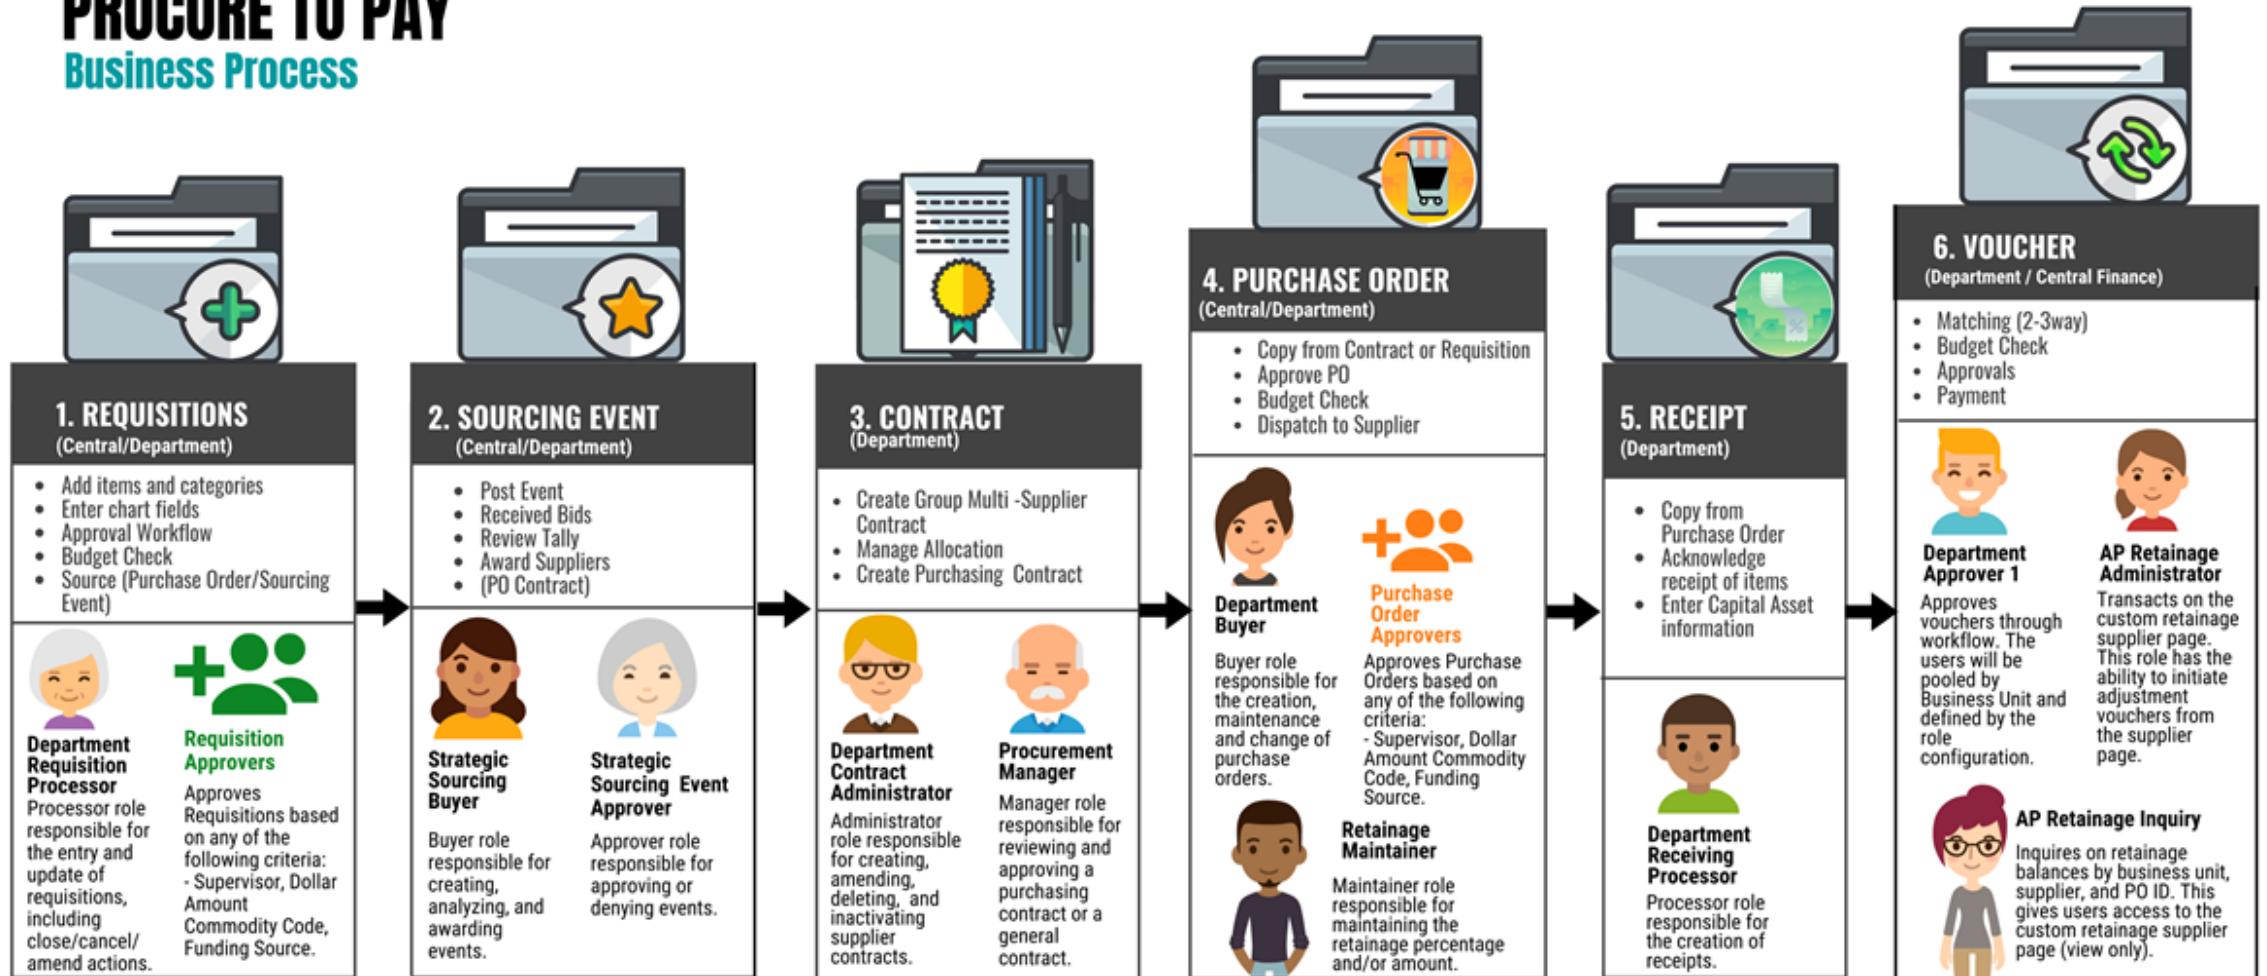 PROCURE TO PAY
Business Process
1. REQUISITIONS
(Central/Department)
• Add items and categories
• Enter chart fields
• Approval Workflow
• Budget Check
• Source (Purchase Order/Sourcing
Event)
Department
Requisition
Processor
Processor role
responsible for
the entry and
update of
requisitions,
including
close/cancel/
amend actions.
Requisition
Approvers
Approves
Requisitions based
on any of the
following criteria:
- Supervisor, Dollar
Amount
Commodity Code,
Funding Source.
2. SOURCING EVENT
(Central/Department)
• Post Event
• Received Bids
• Review Tally
• Award Suppliers
• (PO Contract)
Strategic
Sourcing
Buyer
Buyer role
responsible for
creating,
analyzing, and
awarding
events.
Strategic
Sourcing Event
Approver
Approver role
responsible for
approving or
denying events.
3. CONTRACT
(Department)
• Create Group Multi -Supplier
Contract
• Manage Allocation
• Create Purchasing Contract
Department
Contract
Administrator
Administrator
role responsible
for creating,
amending,
deleting, and
inactivating
supplier
contracts.
Procurement
Manager
Manager role
responsible for
reviewing and
approving a
purchasing
contract or a
general
contract.
4. PURCHASE ORDER
(Central/Department)
• Copy from Contract or Requisition
• Approve PO
• Budget Check
• Dispatch to Supplier
Department
Buyer
Buyer role
responsible for
the creation,
maintenance
and change of
purchase
orders.
Purchase
Order
Approvers
Approves Purchase
Orders based on
any of the following
criteria:
- Supervisor, Dollar
Amount Commodity
Code, Funding
Source.
Retainage
Maintainer
Maintainer role
responsible for
maintaining the
retainage percentage
and/or amount.
5. RECEIPT
(Department)
• Copy from
Purchase Order
• Acknowledge
receipt of items
• Enter Capital Asset
information
%
Department
Receiving
Processor
Processor role
responsible for
the creation of
receipts.
6. VOUCHER
(Department / Central Finance)
• Matching (2-3way)
• Budget Check
• Approvals
• Payment
Department
Approver 1
Approves
vouchers through
workflow. The
users will be
pooled by
Business Unit and
defined by the
role
configuration.
AP Retainage
Administrator
Transacts on the
custom retainage
supplier page.
This role has the
ability to initiate
adjustment
vouchers from
the supplier
page.
AP Retainage Inquiry
Inquires on retainage
balances by business unit,
supplier, and PO ID. This
gives users access to the
custom retainage supplier
page (view only).